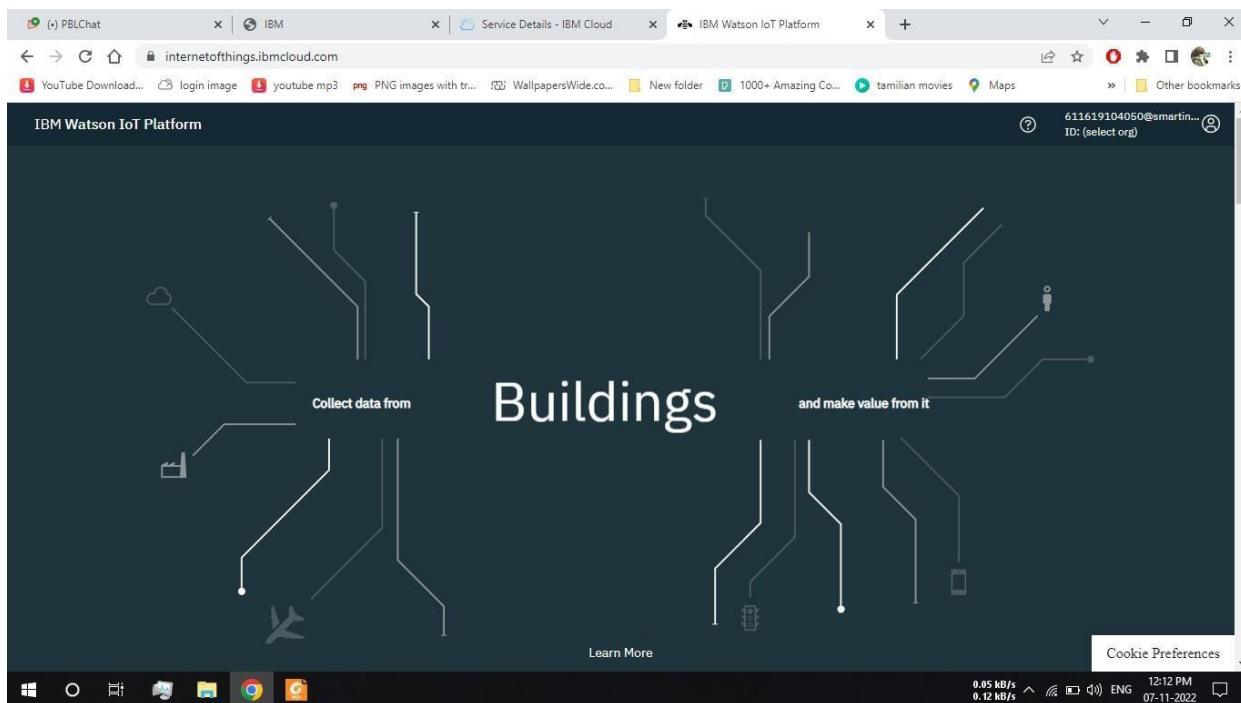 (•) PBLChat
IBM
Service Details - IBM Cloud
IBM Watson IoT Platform
internetofthings.ibmcloud.com
YouTube Download...
login image
youtube mp3
png
PNG images with tr...
WallpapersWide.co...
New folder
1000+ Amazing Co...
tamilian movies
Maps
»
Other bookmarks
IBM Watson IoT Platform
611619104050@smartin...
ID: (select org)
Collect data from
Buildings
and make value from it
Learn More
Cookie Preferences
0.05 kB/s
0.12 kB/s
ENG
12:12 PM
07-11-2022